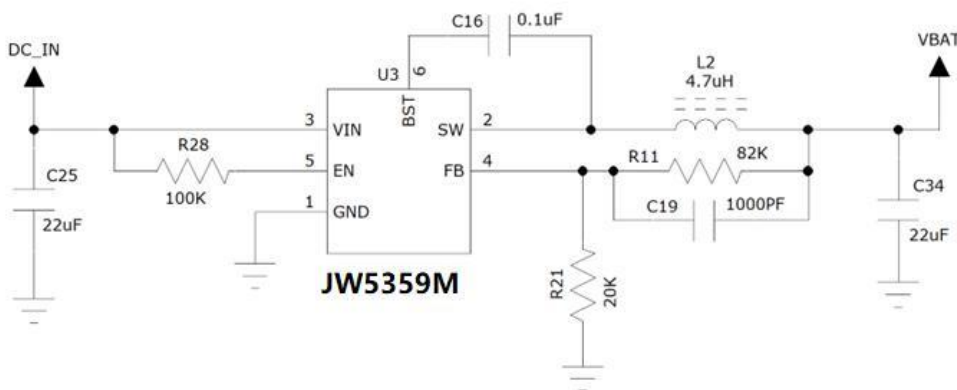 C16
0.1uF
DC_IN
VBAT
U3
6
L2
4.7uH
BST
3
VIN
SW
2
R28
5
EN
FB
4
R11
82K
C25
100K
1
GND
C19
1000PF
C34
22uF
22uF
JW5359M
R21
20K